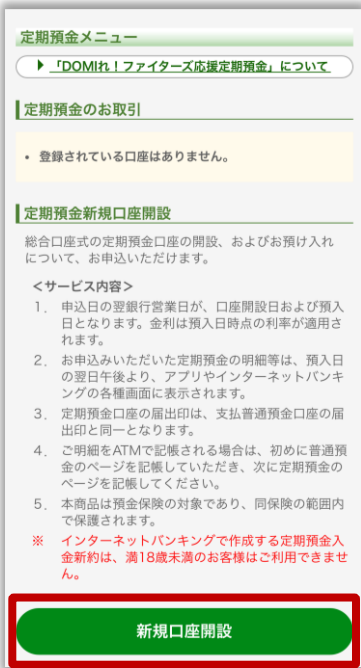 定期預金メニュー
「DOMIれ！ファイターズ応援定期預金」について
定期預金のお取引
・ 登録されている口座はありません。
定期預金新規口座開設
総合口座式の定期預金口座の開設、およびお預け入れ
について、お申込いただけます。
＜サービス内容＞
1． 申込日の翌銀行営業日が、口座開設日および預入
日となります。金利は預入日時点の利率が適用さ
れます。
2． お申込みいただいた定期預金の明細等は、預入日
の翌日午後より、アプリやインターネットバンキ
ングの各種画面に表示されます。
3． 定期預金口座の届出印は、支払普通預金口座の届
出印と同一となります。
4． ご明細をATMで記帳される場合は、初めに普通預
金のページを記帳していただき、次に定期預金の
ページを記帳してください。
5． 本商品は預金保険の対象であり、同保険の範囲内
で保護されます。
※ インターネットバンキングで作成する定期預金入
金新約は、満18歳未満のお客様はご利用できませ
ん。
新規口座開設